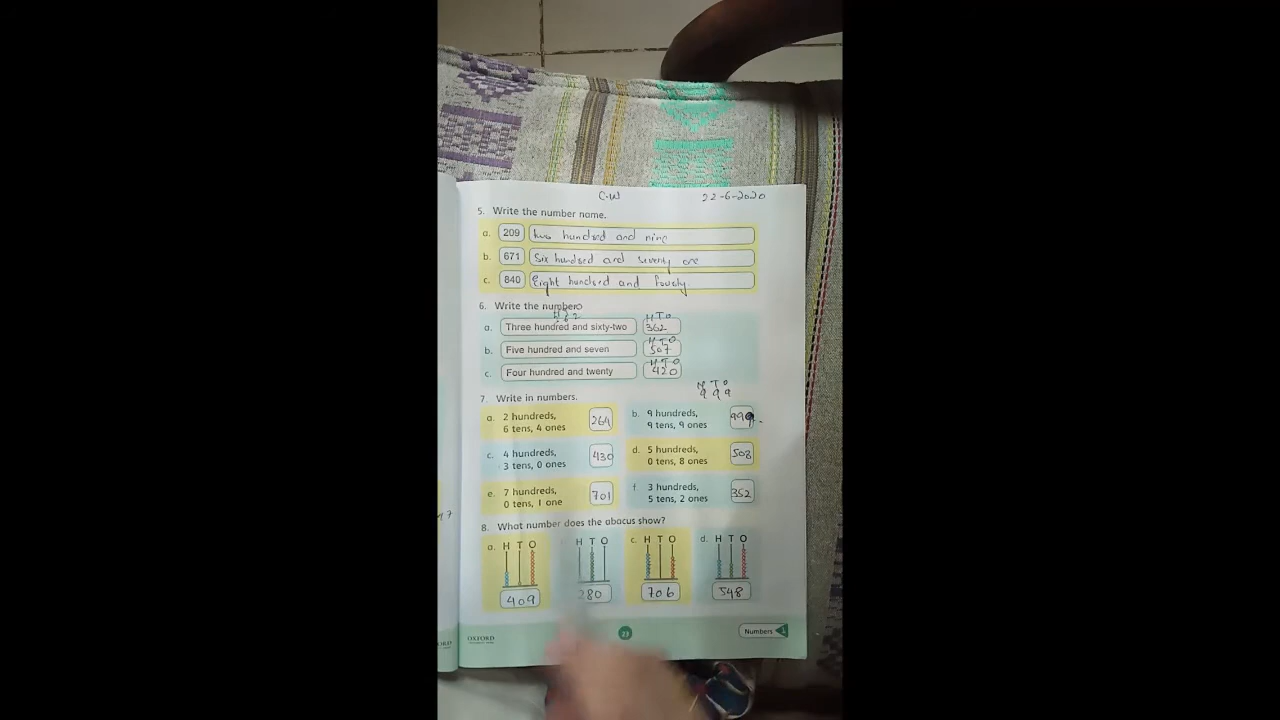 C.W 22-6-2020
5. Write the number name.
a. 209 two hundred and nine
b. 671 Six hundred and seventy one
c. 840 Eight hundred and fourty.
6. Write the numbers
a. Three hundred and sixty-two H T O 362
b. Five hundred and seven H T O 507
c. Four hundred and twenty H T O 420
H T O
9 9 9
7. Write in numbers.
a. 2 hundreds, 6 tens, 4 ones 264
b. 9 hundreds, 9 tens, 9 ones 999
c. 4 hundreds, 3 tens, 0 ones 430
d. 5 hundreds, 0 tens, 8 ones 508
e. 7 hundreds, 0 tens, 1 one 701
f 3 hundreds, 5 tens, 2 ones 352
8. What number does the abacus show?
a. H T O H T O c. H T O d. H T O
409 280 706 548
OXFORD 23 Numbers 1